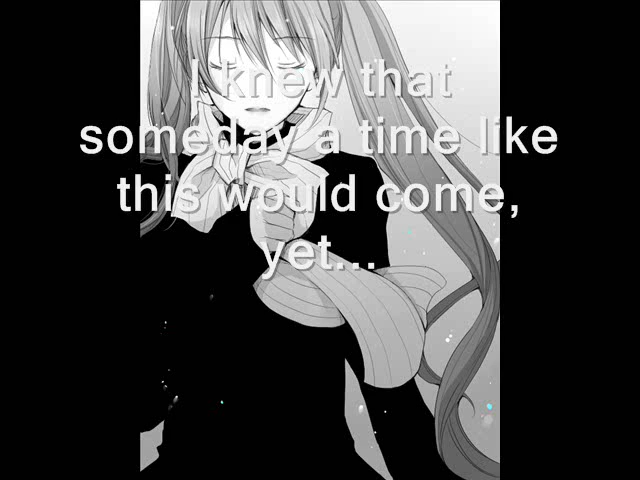 I knew that
someday a time like
this would come,
yet...